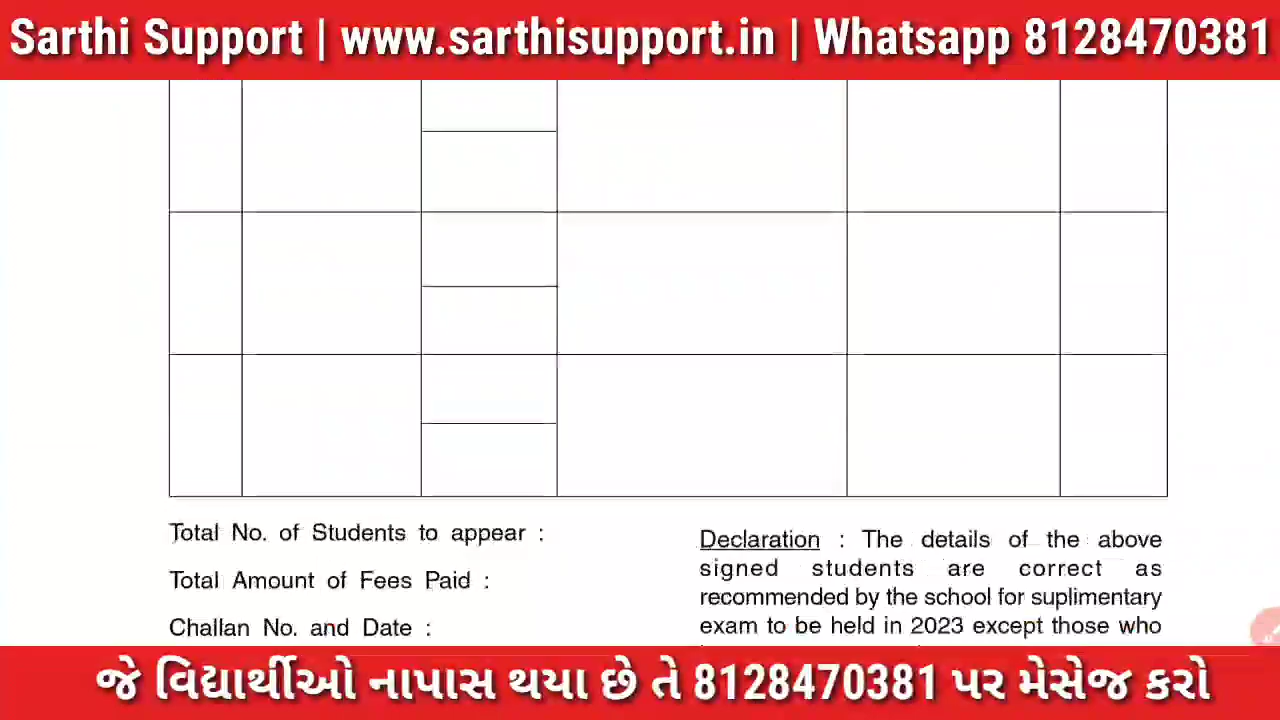 Sarthi Support | www.sarthisupport.in | Whatsapp 8128470381
Total No. of Students to appear :
Total Amount of Fees Paid :
Challan No. and Date :
Declaration : The details of the above
signed students are correct as
recommended by the school for suplimentary
exam to be held in 2023 except those who
જે વિદ્યાર્થીઓ નાપાસ થયા છે તે 8128470381 પર મેસેજ કરો